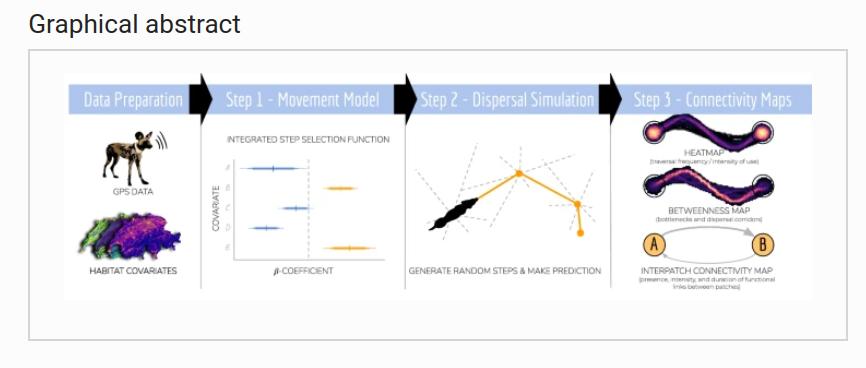 Graphical abstract
Data Preparation
Step 1 - Movement Model
Step 2 - Dispersal Simulation
Step 3 - Connectivity Maps
GPS DATA
HABITAT COVARIATES
INTEGRATED STEP SELECTION FUNCTION
COVARIATE
A
B
C
D
E
β-COEFFICIENT
GENERATE RANDOM STEPS & MAKE PREDICTION
HEATMAP
(traversal frequency / intensity of use)
BETWEENNESS MAP
(bottlenecks and dispersal corridors)
A
B
INTERPATCH CONNECTIVITY MAP
(presence, intensity, and duration of functional
links between patches)